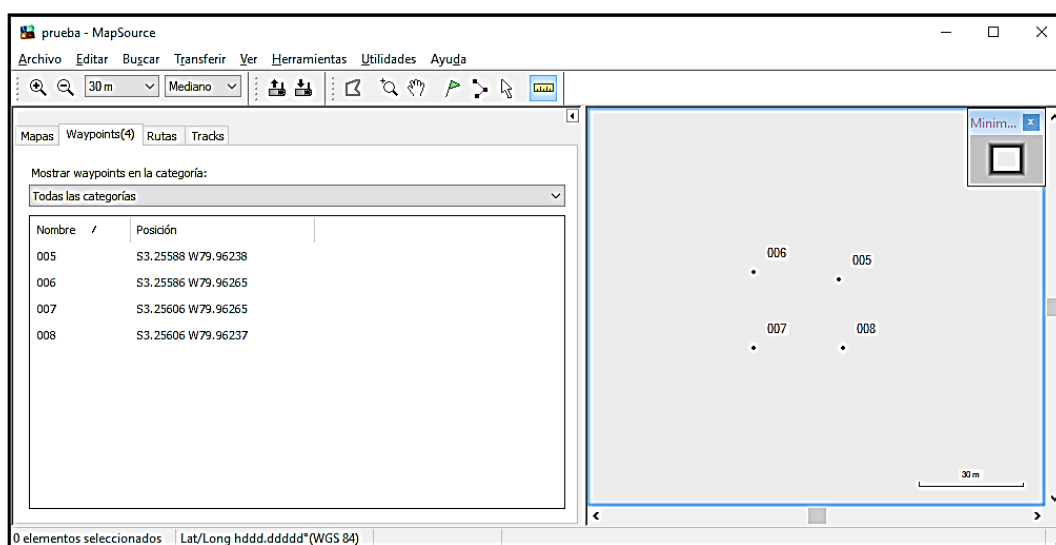 prueba - MapSource
Archivo Editar Buscar Transferir Ver Herramientas Utilidades Ayuda
30 m Mediano
Mapas Waypoints(4) Rutas Tracks
Mostrar waypoints en la categoría:
Todas las categorías
Nombre Posición
005 S3.25588 W79.96238
006 S3.25586 W79.96265
007 S3.25606 W79.96265
008 S3.25606 W79.96237
Minim...
006
005
007
008
30 m
0 elementos seleccionados Lat/Long hddd.ddddd°(WGS 84)